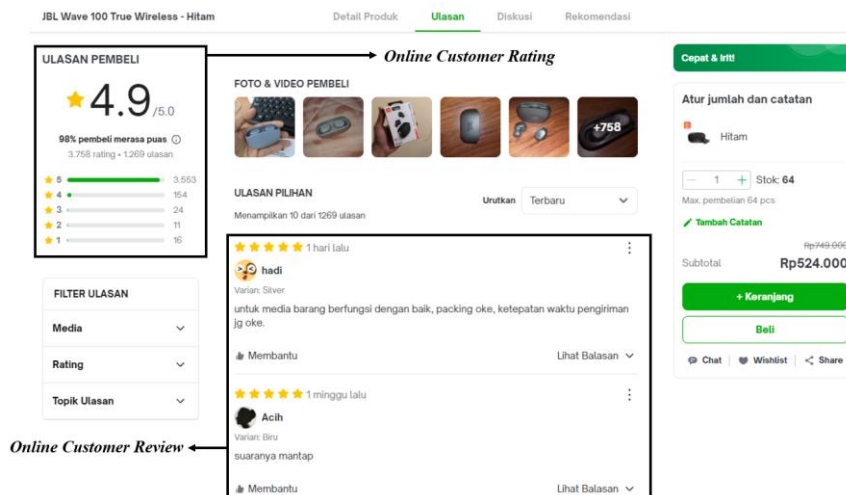 JBL Wave 100 True Wireless - Hitam
Detail Produk
Ulasan
Diskusi
Rekomendasi
ULASAN PEMBELI
Online Customer Rating
4.9/5.0
98% pembeli merasa puas
3.758 rating • 1.269 ulasan
5 3.553
4 154
3 24
2 11
1 16
FILTER ULASAN
Media
Rating
Topik Ulasan
Online Customer Review
FOTO & VIDEO PEMBELI
+758
ULASAN PILIHAN
Menampilkan 10 dari 1269 ulasan
Urutkan
Terbaru
1 hari lalu
hadi
Varian: Silver
untuk media barang berfungsi dengan baik, packing oke, ketepatan waktu pengiriman
jg oke.
Membantu
Lihat Balasan
1 minggu lalu
Acih
Varian: Biru
suaranya mantap
Membantu
Lihat Balasan
Cepat & Irit!
Atur jumlah dan catatan
Hitam
− 1 + Stok: 64
Max. pembelian 64 pcs
Tambah Catatan
Rp749.000
Subtotal
Rp524.000
+ Keranjang
Beli
Chat
Wishlist
Share